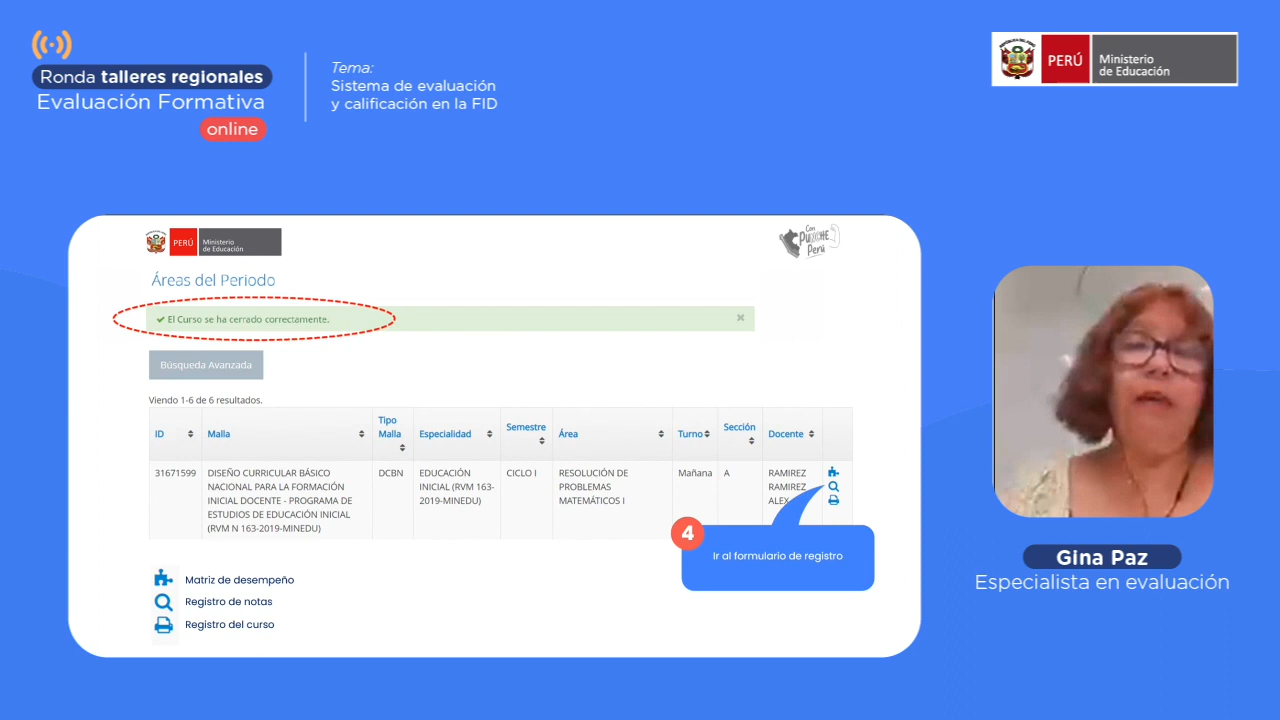 Ronda talleres regionales
Evaluación Formativa
online
Tema:
Sistema de evaluación
y calificación en la FID
PERÚ
Ministerio
de Educación
PERÚ
Ministerio
de Educación
Con
PUNCHE
Perú
Áreas del Periodo
El Curso se ha cerrado correctamente.
×
Búsqueda Avanzada
Viendo 1-6 de 6 resultados.
ID
Malla
Tipo
Malla
Especialidad
Semestre
Área
Turno
Sección
Docente
31671599
DISEÑO CURRICULAR BÁSICO
NACIONAL PARA LA FORMACIÓN
INICIAL DOCENTE - PROGRAMA DE
ESTUDIOS DE EDUCACIÓN INICIAL
(RVM N 163-2019-MINEDU)
DCBN
EDUCACIÓN
INICIAL (RVM 163-
2019-MINEDU)
CICLO I
RESOLUCIÓN DE
PROBLEMAS
MATEMÁTICOS I
Mañana
A
RAMIREZ
RAMIREZ
ALEX
4
Ir al formulario de registro
Matriz de desempeño
Registro de notas
Registro del curso
Gina Paz
Especialista en evaluación